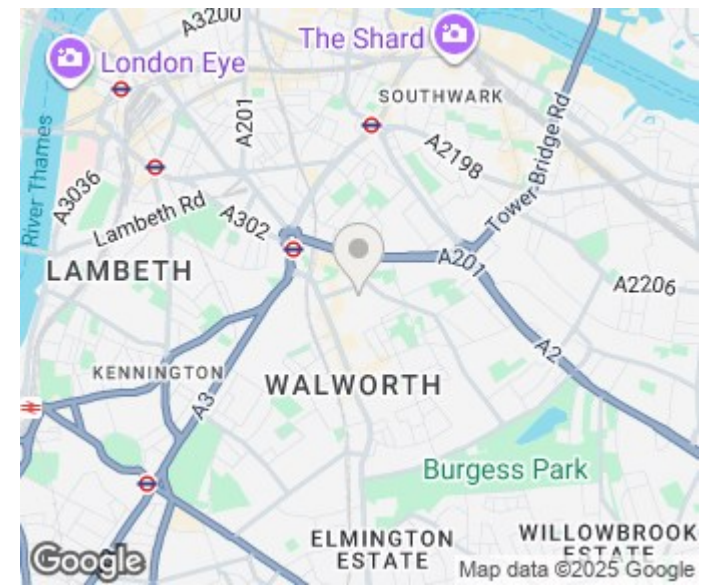 A3200
The Shard
London Eye
SOUTHWARK
A201
A2198
Tower Bridge Rd
River Thames
A3036
Lambeth Rd
A302
LAMBETH
A201
A2206
KENNINGTON
A3
WALWORTH
A2
Burgess Park
ELMINGTON
ESTATE
WILLOWBROOK
ESTATE
Google
Map data ©2025 Google